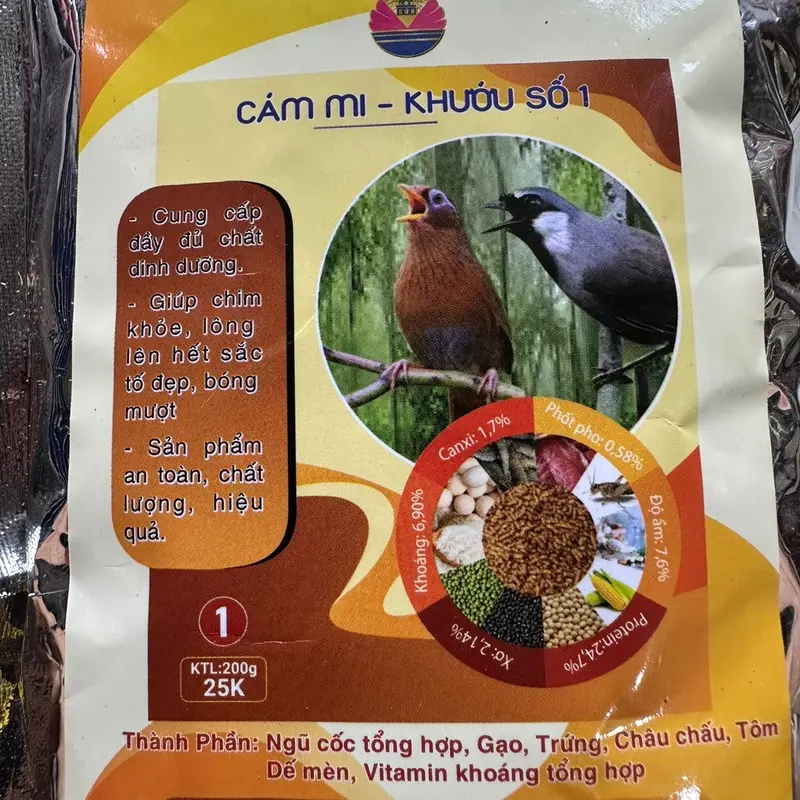 CÁM MI - KHƯỚU SỐ 1
- Cung cấp
đầy đủ chất
dinh dưỡng.
- Giúp chim
khỏe, lông
lên hết sắc
tố đẹp, bóng
mượt
- Sản phẩm
an toàn, chất
lượng, hiệu
quả.
Canxi: 1,7%
Phốt pho: 0,58%
Khoáng: 6,90%
Độ ẩm: 7,6%
Xơ: 2,14%
Protein:24,7%
1
KTL:200g
25K
Thành Phần: Ngũ cốc tổng hợp, Gạo, Trứng, Châu chấu, Tôm
Dế mèn, Vitamin khoáng tổng hợp